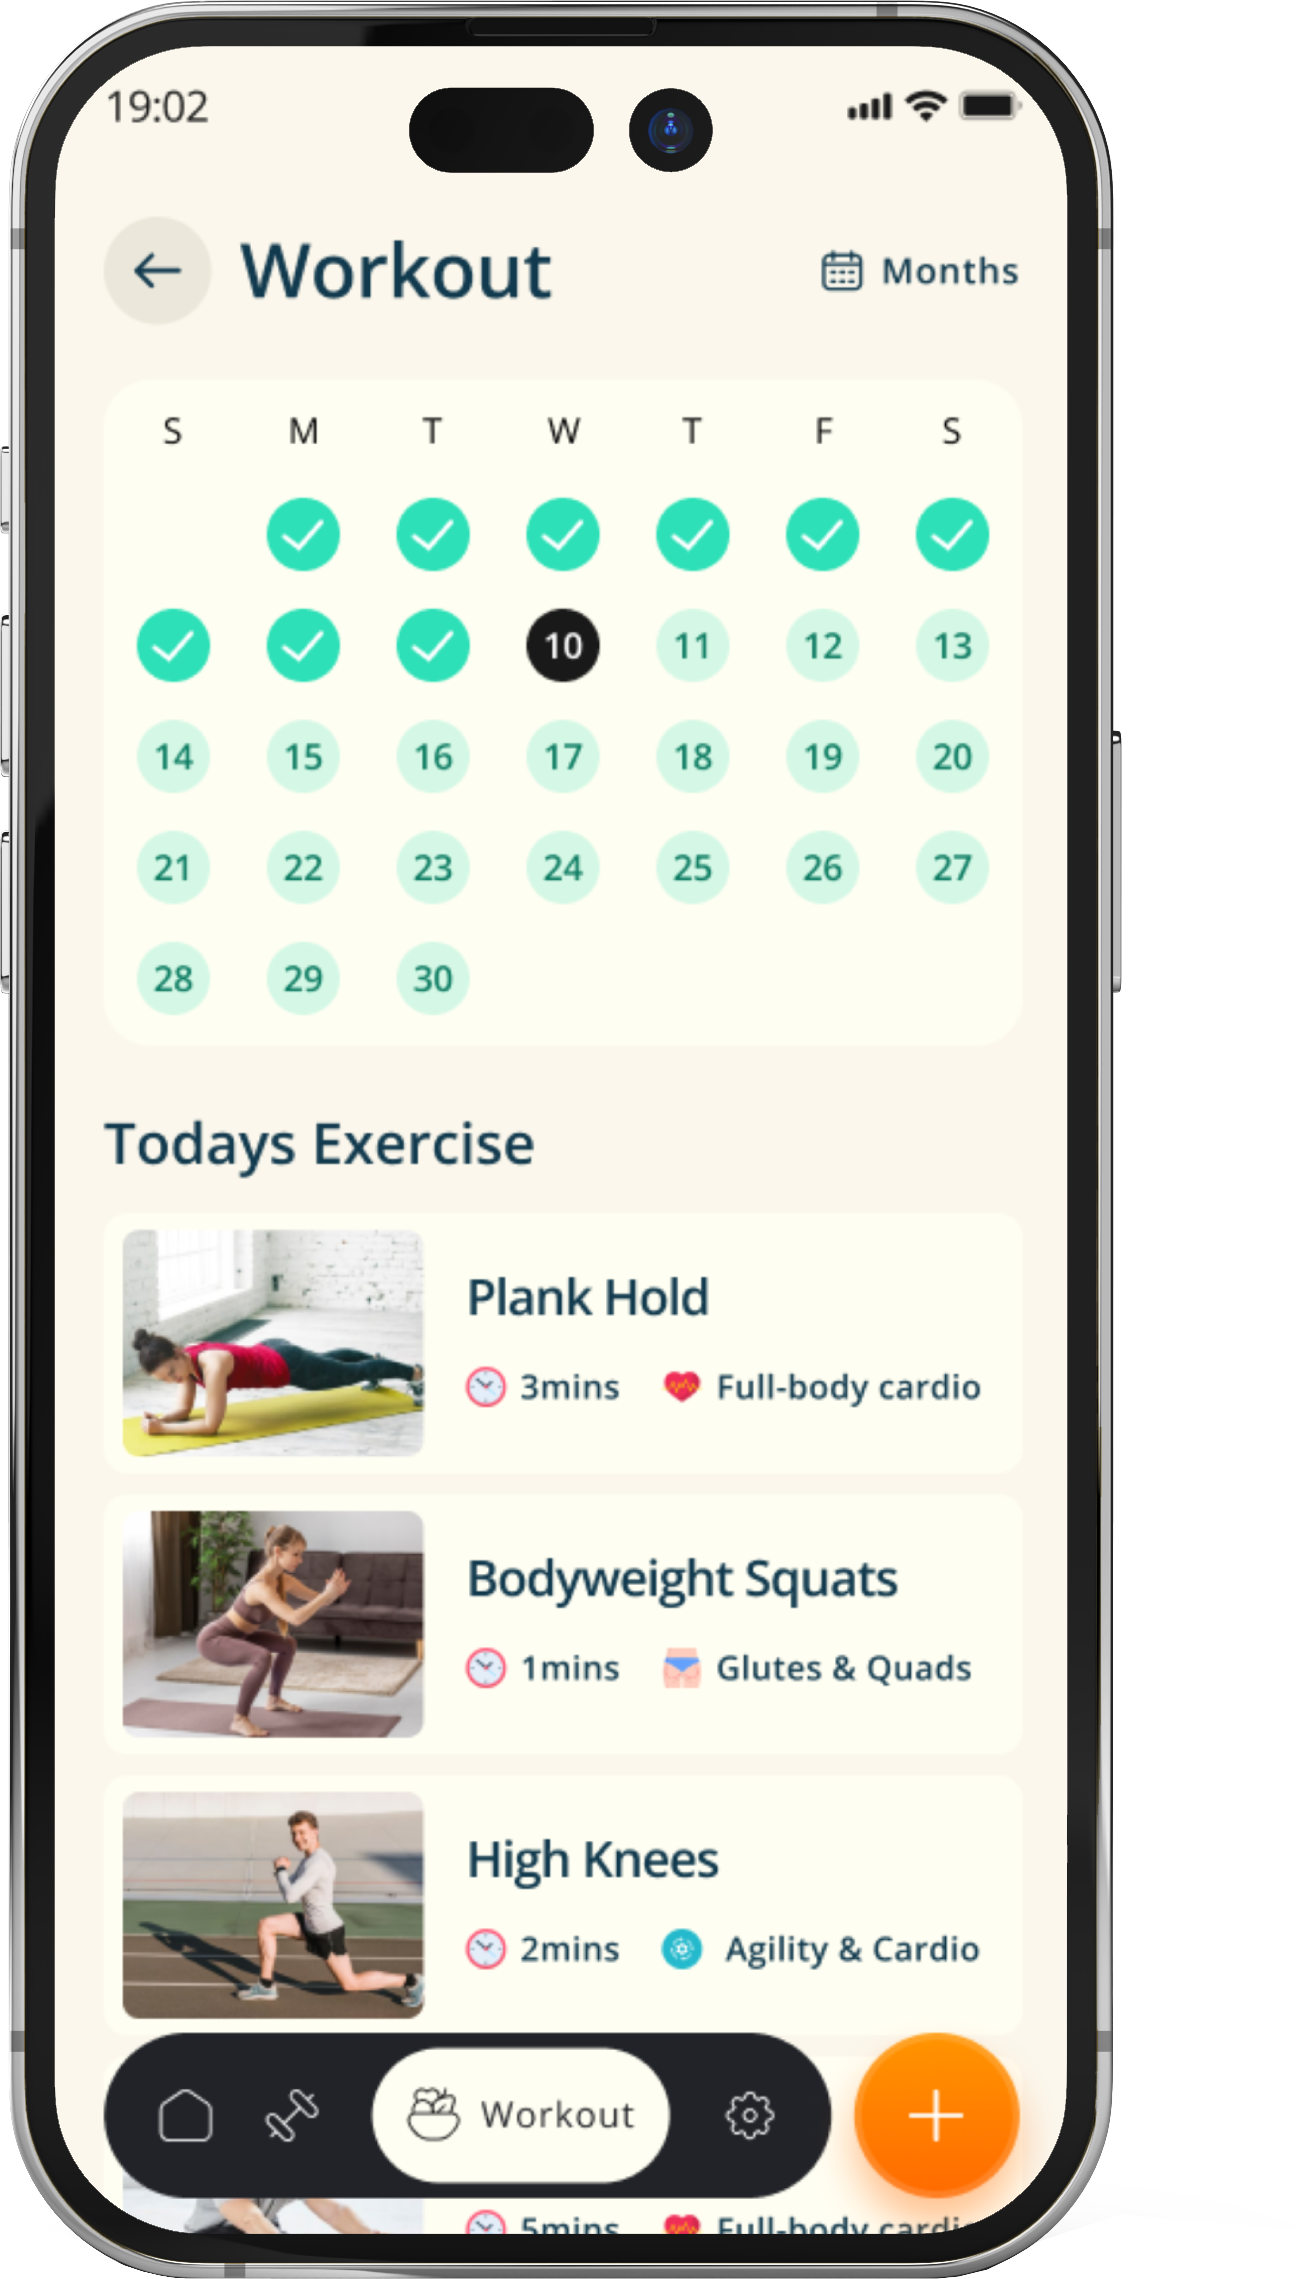 19:02
Workout
Months
S M T W T F S
10 11 12 13
14 15 16 17 18 19 20
21 22 23 24 25 26 27
28 29 30
Todays Exercise
Plank Hold
3mins Full-body cardio
Bodyweight Squats
1mins Glutes & Quads
High Knees
2mins Agility & Cardio
Workout
5mins Full-body cardio